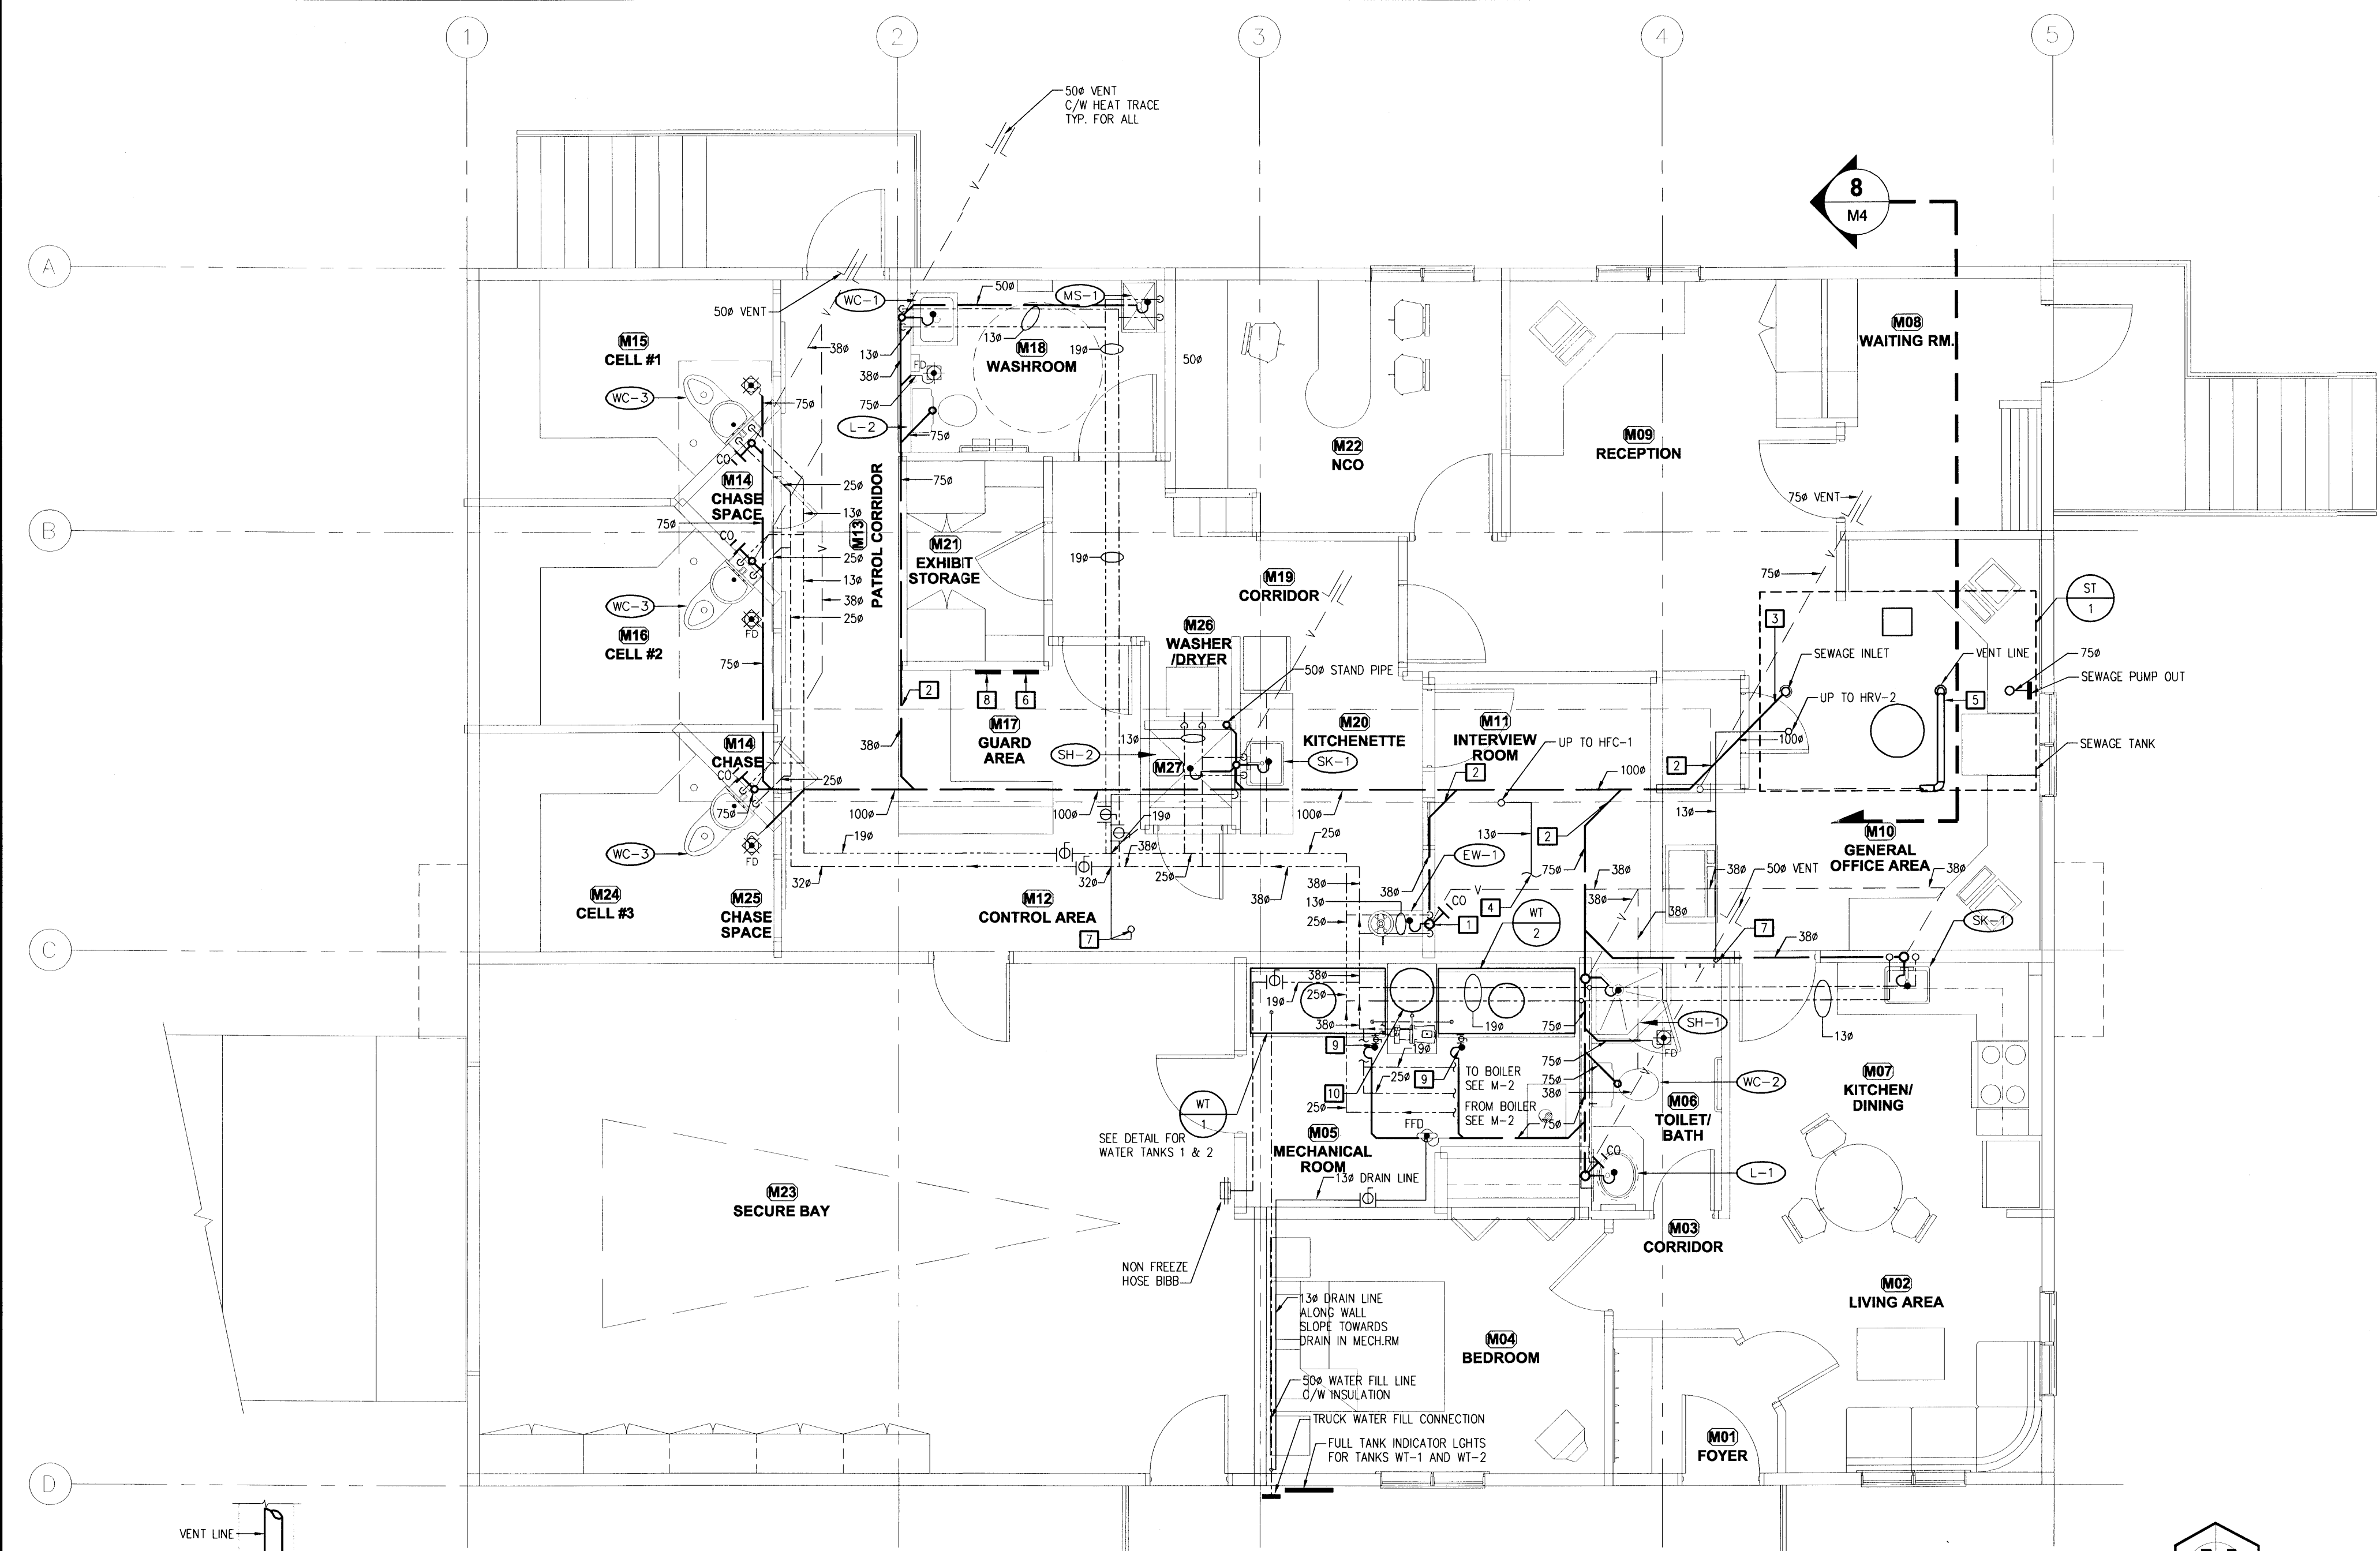 1
2
3
4
5
50ø VENT
C/W HEAT TRACE
TYP. FOR ALL
8
M4
A
50ø VENT
WC-1
50ø
MS-1
13ø
38ø
13ø
38ø
FD
75ø
19ø
M18
WASHROOM
50ø
M08
WAITING RM.
M15
CELL #1
WC-3
75ø
L-2
75ø
M22
NCO
M09
RECEPTION
CO
M14
CHASE
SPACE
25ø
13ø
75ø
M13
PATROL CORRIDOR
75ø VENT
B
75ø
CO
25ø
13ø
38ø
25ø
M21
EXHIBIT
STORAGE
19ø
M19
CORRIDOR
V
75ø
ST
1
WC-3
FD
M16
CELL #2
75ø
M26
WASHER
/DRYER
3
SEWAGE INLET
VENT LINE
75ø
SEWAGE PUMP OUT
50ø STAND PIPE
2
8
6
5
UP TO HRV-2
M17
GUARD
AREA
38ø
13ø
SH-2
M27
M20
KITCHENETTE
SK-1
M11
INTERVIEW
ROOM
UP TO HFC-1
2
100ø
2
100ø
SEWAGE TANK
M14
CHASE
CO
25ø
75ø
100ø
100ø
19ø
100ø
13ø
2
13ø
19ø
25ø
WC-3
FD
32ø
32ø
38ø
25ø
38ø
38ø
EW-1
75ø
M10
GENERAL
OFFICE AREA
M24
CELL #3
M25
CHASE
SPACE
M12
CONTROL AREA
7
38ø
13ø
25ø
38ø
V
CO
1
4
WT
2
38ø
38ø
V
38ø
38ø
50ø VENT
38ø
SK-1
7
38ø
C
38ø
19ø
25ø
38ø
19ø
75ø
SH-1
13ø
9
19ø
25ø
9
10
25ø
TO BOILER
SEE M-2
FROM BOILER
SEE M-2
75ø
75ø
38ø
75ø
FD
WC-2
M07
KITCHEN/
DINING
WT
1
SEE DETAIL FOR
WATER TANKS 1 & 2
FFD
M05
MECHANICAL
ROOM
M06
TOILET/
BATH
CO
L-1
13ø DRAIN LINE
M23
SECURE BAY
M03
CORRIDOR
NON FREEZE
HOSE BIBB
13ø DRAIN LINE
ALONG WALL
SLOPE TOWARDS
DRAIN IN MECH.RM
M02
LIVING AREA
M04
BEDROOM
50ø WATER FILL LINE
C/W INSULATION
TRUCK WATER FILL CONNECTION
FULL TANK INDICATOR LGHTS
FOR TANKS WT-1 AND WT-2
M01
FOYER
D
VENT LINE